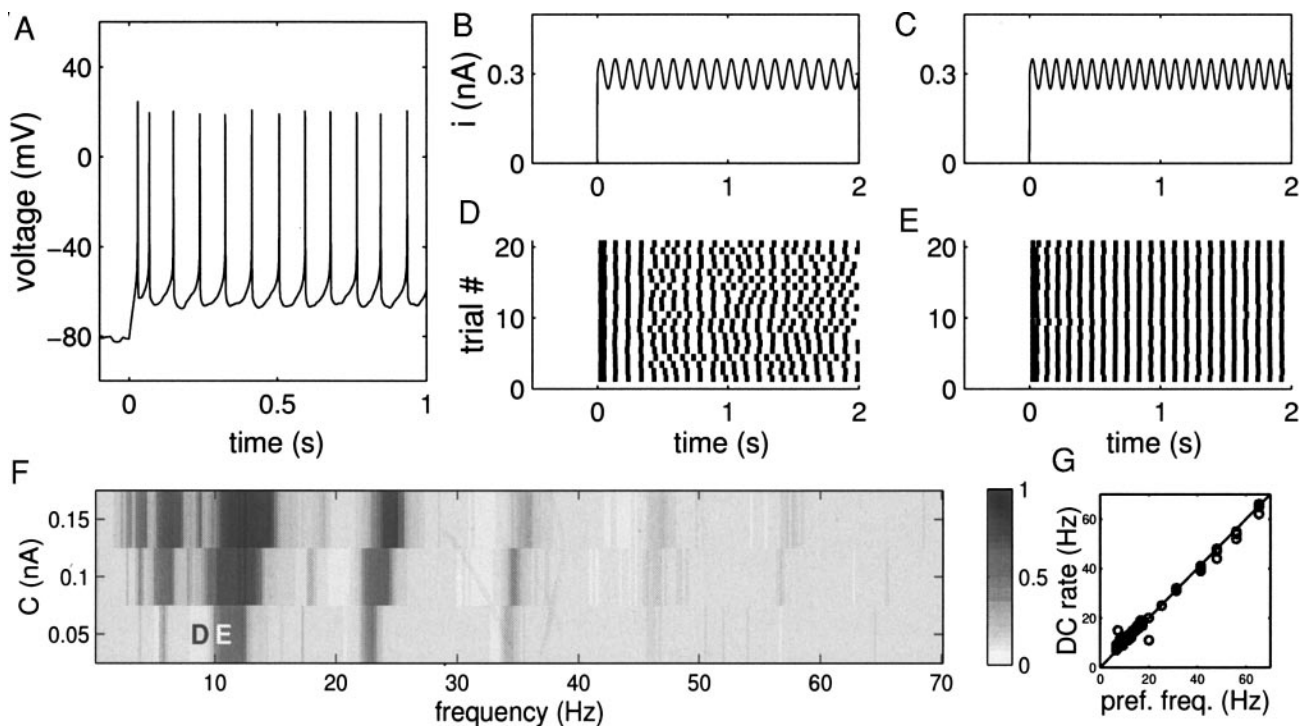 A
voltage (mV)
40
0
−40
−80
0
0.5
1
time (s)
B
i (nA)
0.3
0
0
1
2
C
0.3
0
0
1
2
D
trial #
20
10
0
0
1
2
time (s)
E
20
10
0
0
1
2
time (s)
F
C (nA)
0.15
0.1
0.05
D E
10
20
30
40
50
60
70
frequency (Hz)
1
0.5
0
G
DC rate (Hz)
60
40
20
0
0
20
40
60
pref. freq. (Hz)